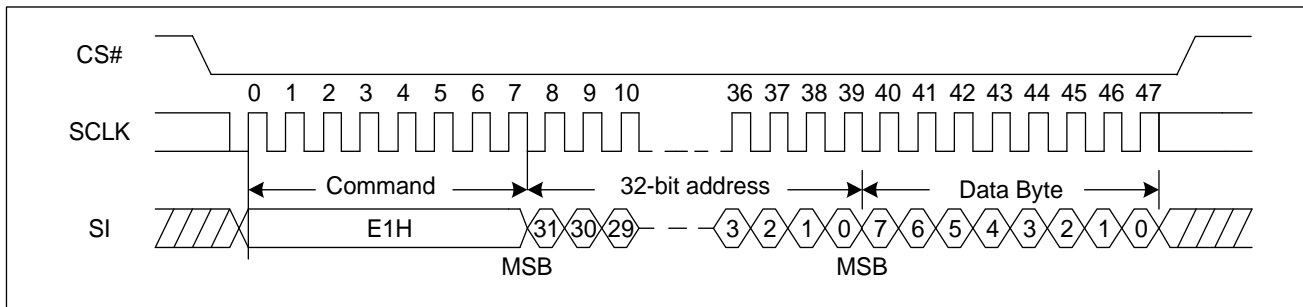 CS#
0 1 2 3 4 5 6 7 8 9 10 36 37 38 39 40 41 42 43 44 45 46 47
SCLK
Command 32-bit address Data Byte
SI E1H 31 30 29 3 2 1 0 7 6 5 4 3 2 1 0
MSB MSB